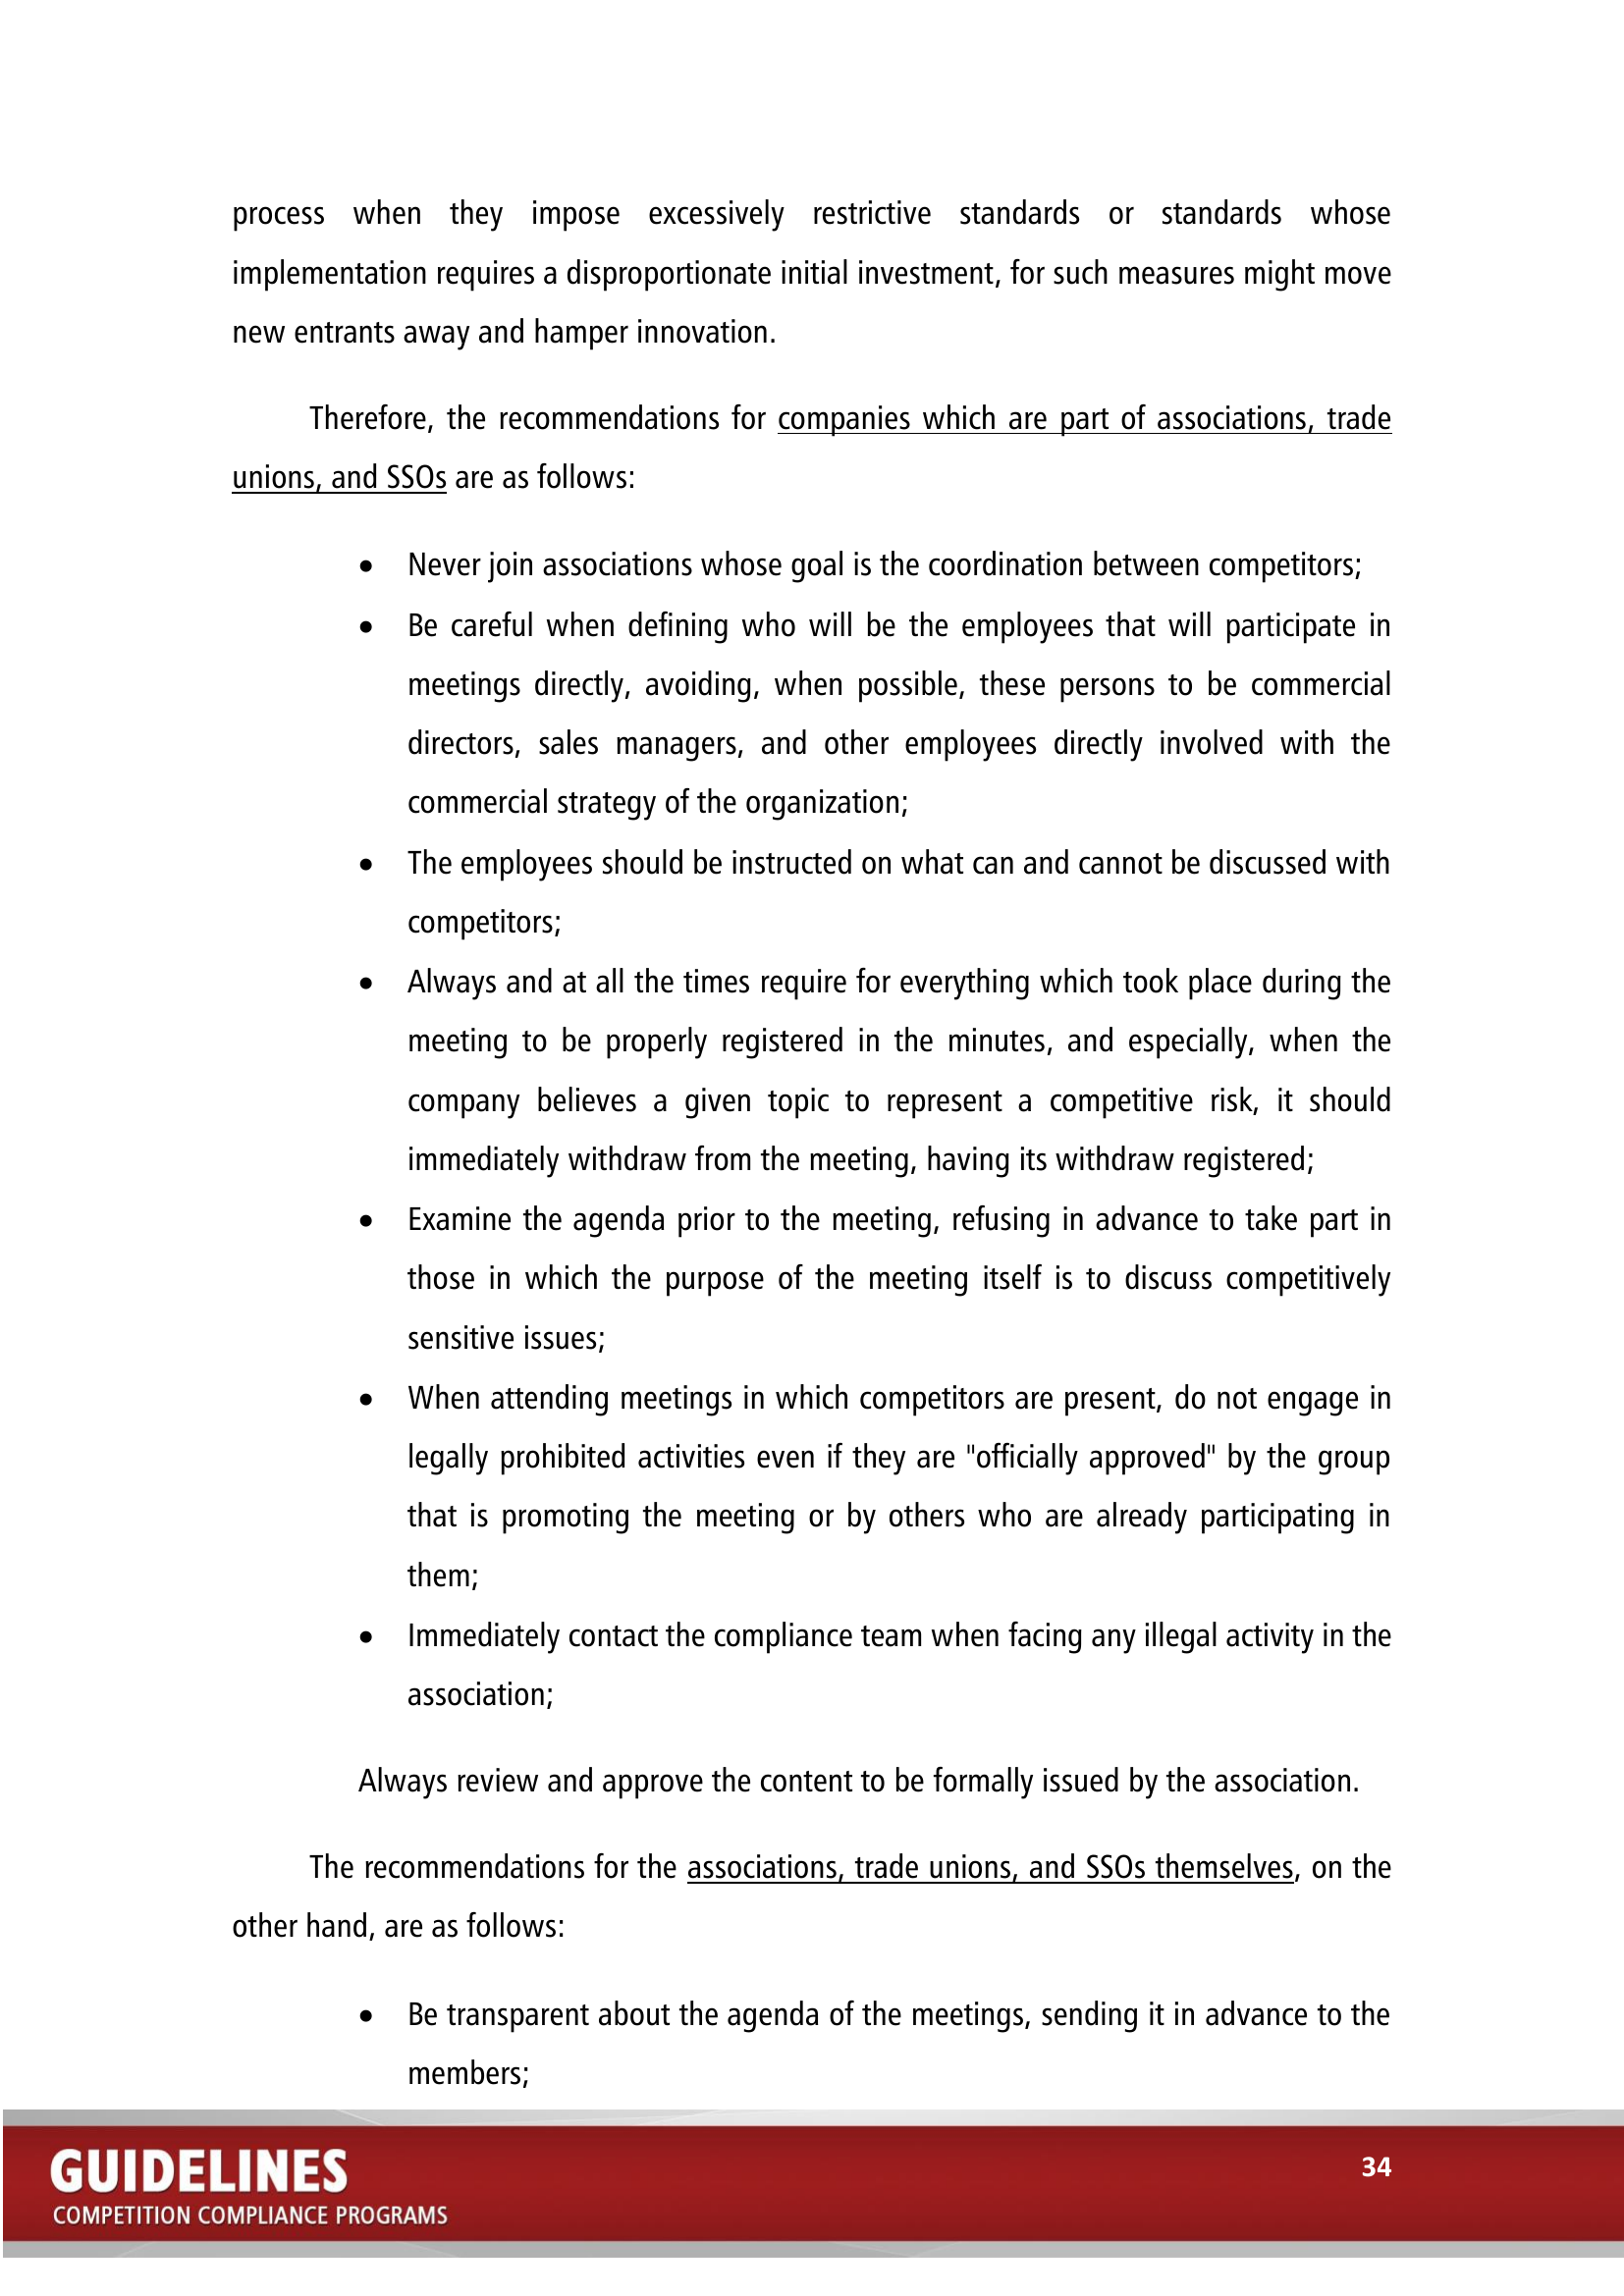 process when they impose excessively restrictive standards or standards whose
implementation requires a disproportionate initial investment, for such measures might move
new entrants away and hamper innovation.
Therefore, the recommendations for companies which are part of associations, trade
unions, and SSOs are as follows:
• Never join associations whose goal is the coordination between competitors;
• Be careful when defining who will be the employees that will participate in
meetings directly, avoiding, when possible, these persons to be commercial
directors, sales managers, and other employees directly involved with the
commercial strategy of the organization;
• The employees should be instructed on what can and cannot be discussed with
competitors;
• Always and at all the times require for everything which took place during the
meeting to be properly registered in the minutes, and especially, when the
company believes a given topic to represent a competitive risk, it should
immediately withdraw from the meeting, having its withdraw registered;
• Examine the agenda prior to the meeting, refusing in advance to take part in
those in which the purpose of the meeting itself is to discuss competitively
sensitive issues;
• When attending meetings in which competitors are present, do not engage in
legally prohibited activities even if they are "officially approved" by the group
that is promoting the meeting or by others who are already participating in
them;
• Immediately contact the compliance team when facing any illegal activity in the
association;
Always review and approve the content to be formally issued by the association.
The recommendations for the associations, trade unions, and SSOs themselves, on the
other hand, are as follows:
• Be transparent about the agenda of the meetings, sending it in advance to the
members;
GUIDELINES
COMPETITION COMPLIANCE PROGRAMS
34